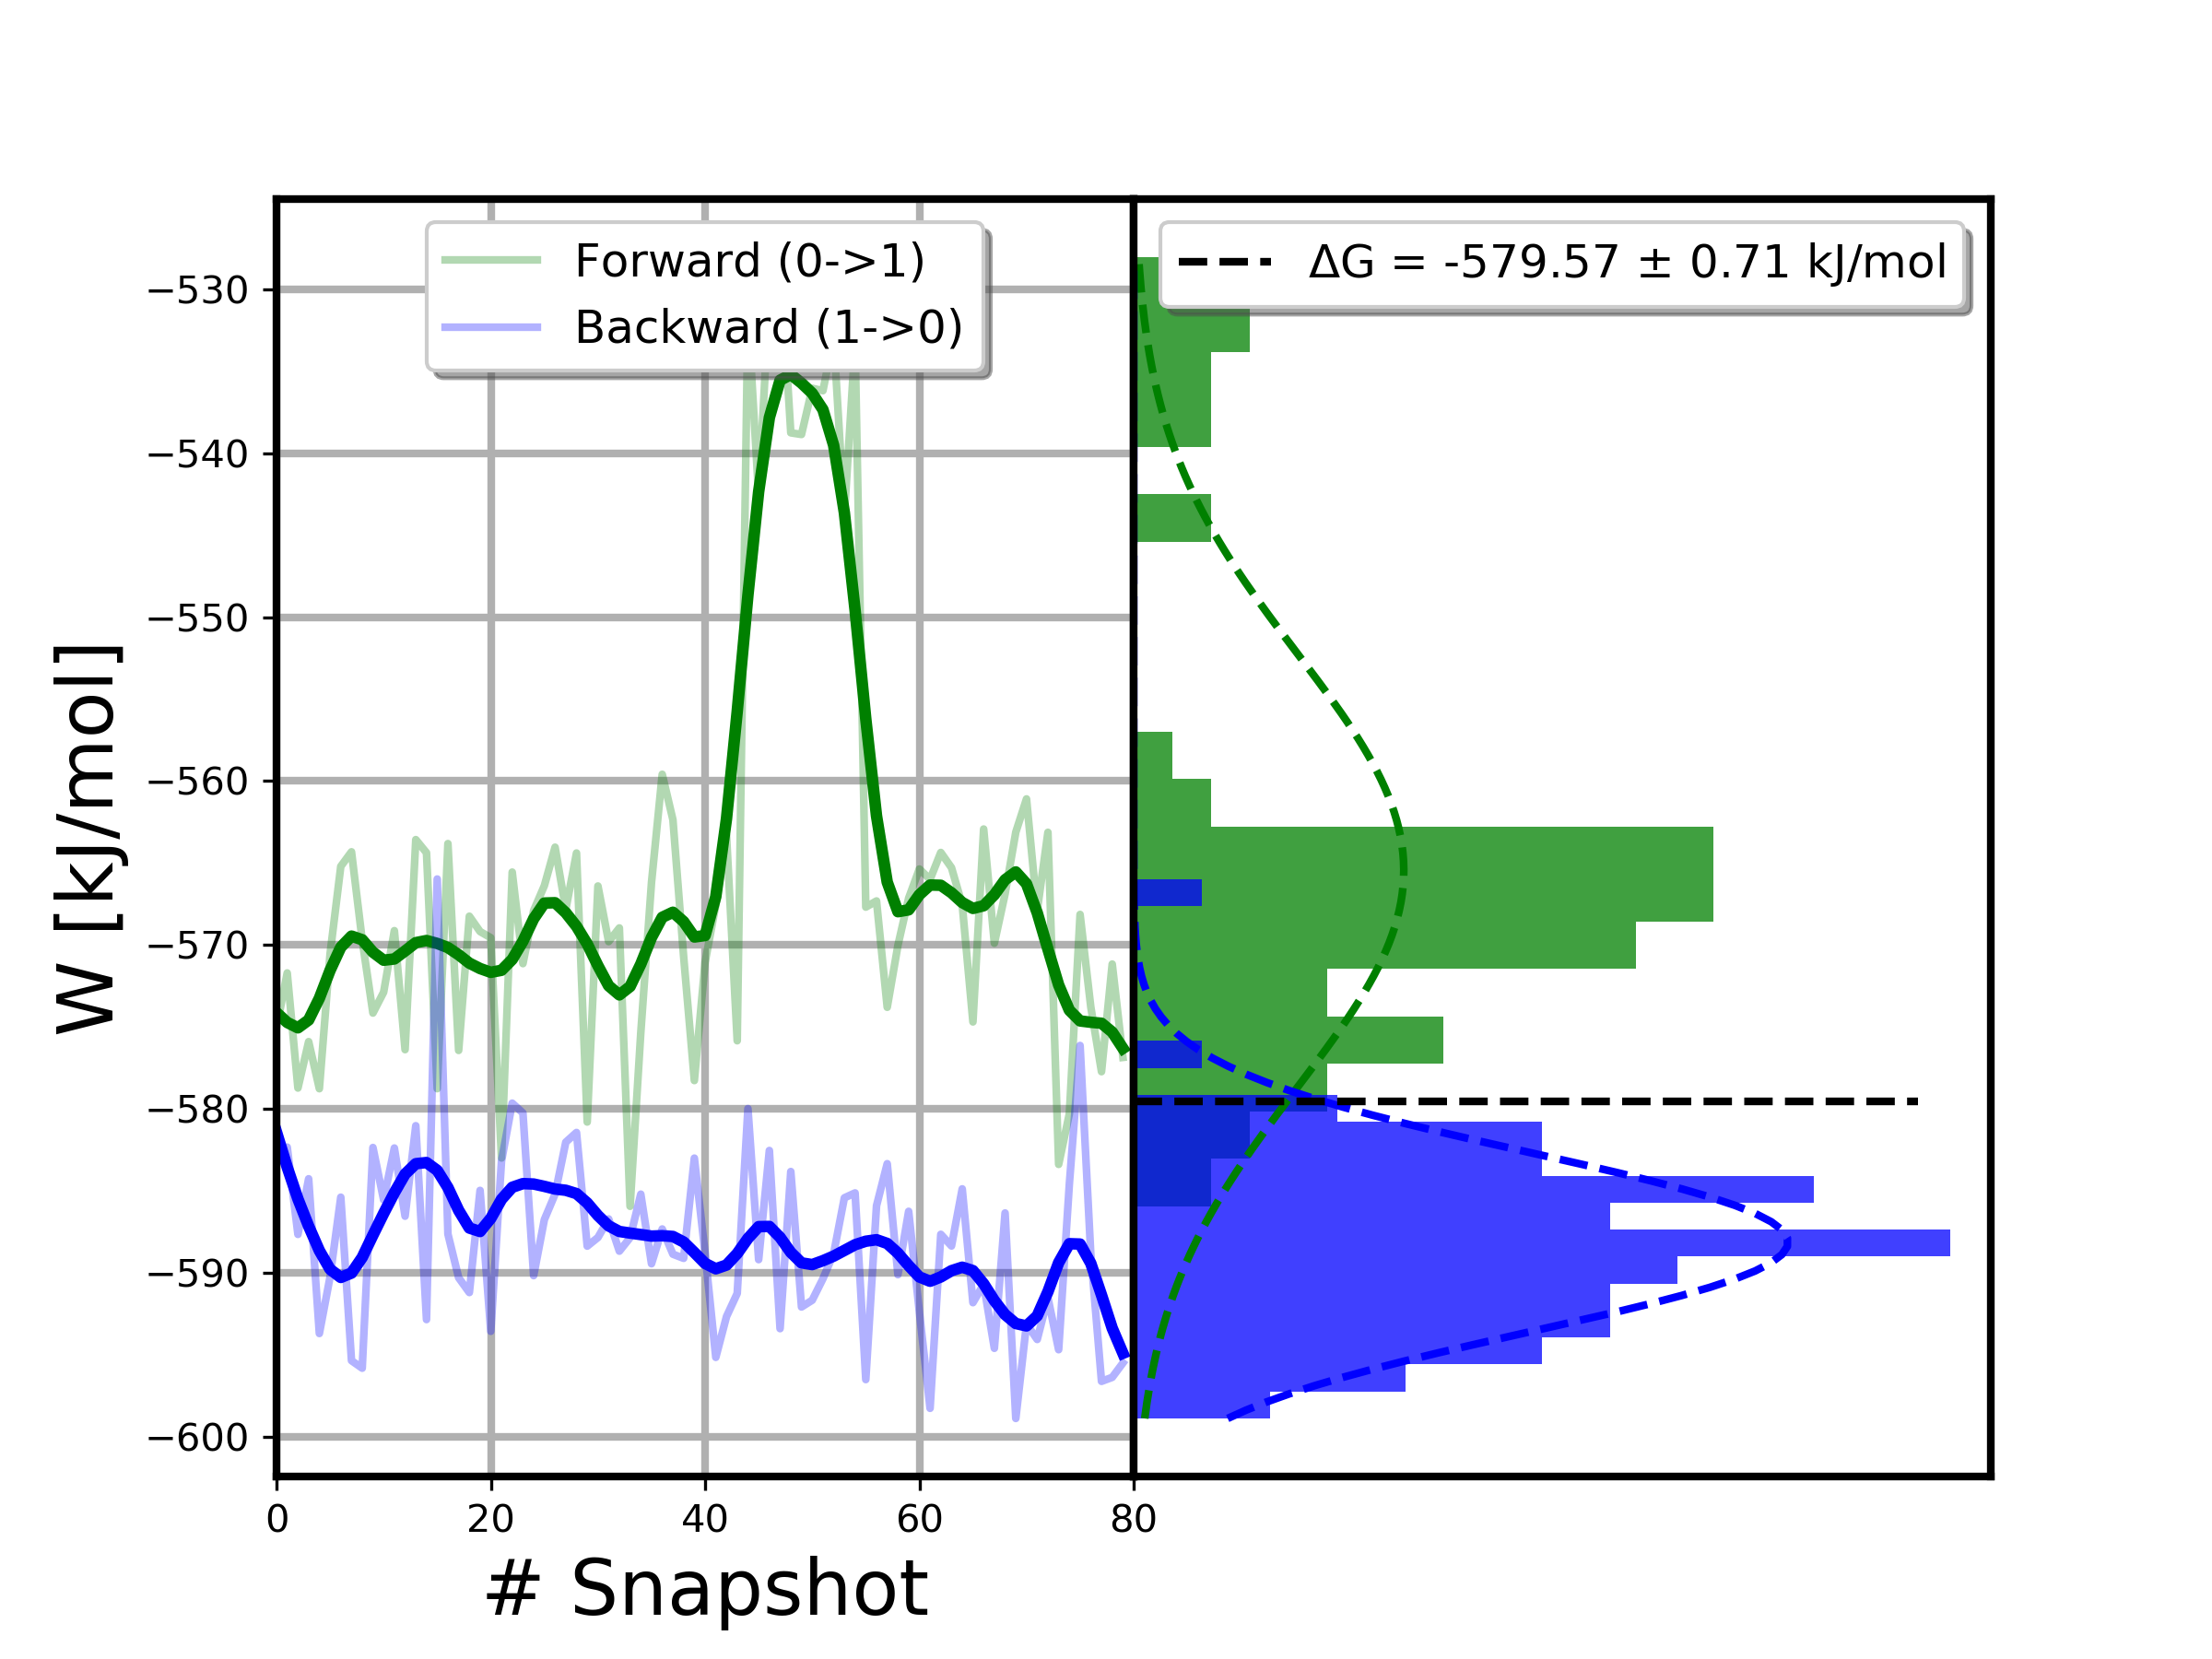 Forward (0->1)
Backward (1->0)
ΔG = -579.57 ± 0.71 kJ/mol
W [kJ/mol]
−530
−540
−550
−560
−570
−580
−590
−600
0 20 40 60 80
# Snapshot